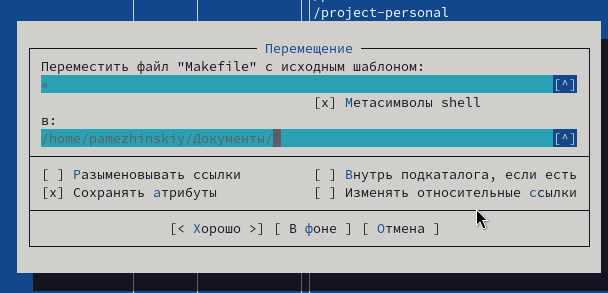 /project-personal
Перемещение
Переместить файл "Makefile" с исходным шаблоном:
* [^]
[x] Метасимволы shell
в:
/home/pamezhinskiy/Документы/ [^]
[ ] Разыменовывать ссылки [ ] Внутрь подкаталога, если есть
[x] Сохранять атрибуты [ ] Изменять относительные ссылки
[< Хорошо >] [ В фоне ] [ Отмена ]